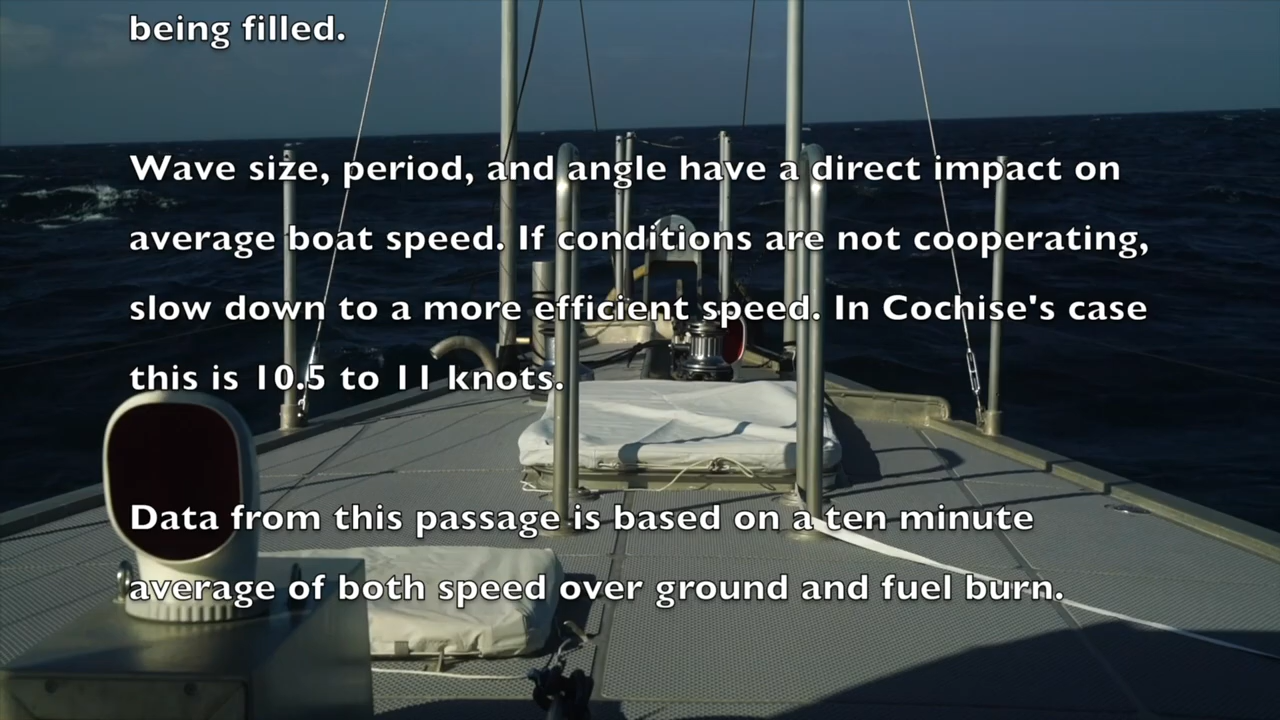 being filled.
Wave size, period, and angle have a direct impact on
average boat speed. If conditions are not cooperating,
slow down to a more efficient speed. In Cochise's case
this is 10.5 to 11 knots.
Data from this passage is based on a ten minute
average of both speed over ground and fuel burn.